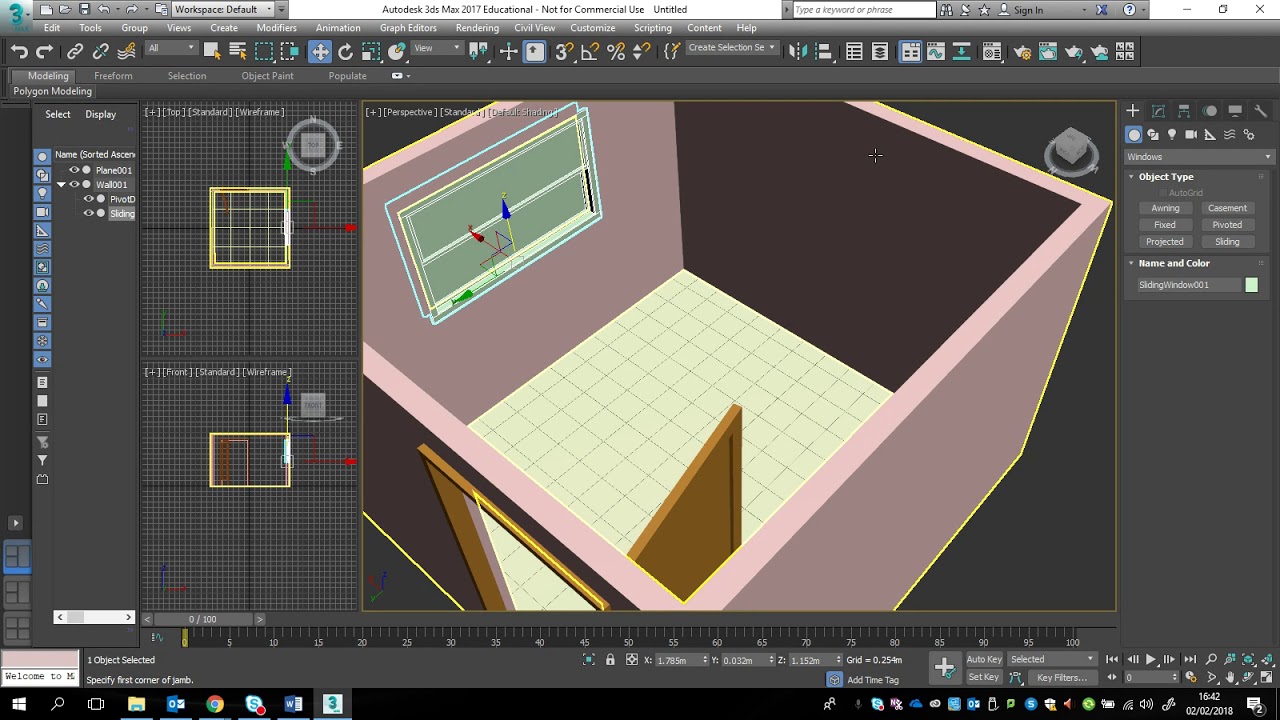 3 Workspace: Default Autodesk 3ds Max 2017 Educational - Not for Commercial Use Untitled Type a keyword or phrase Sign In
MAX
Edit Tools Group Views Create Modifiers Animation Graph Editors Rendering Civil View Customize Scripting Content Help
All View Create Selection Se
Modeling Freeform Selection Object Paint Populate
Polygon Modeling
Select Display
Name (Sorted Ascen
Plane001
Wall001
PivotD
Sliding
[+] [Top] [Standard] [Wireframe]
[+] [Front] [Standard] [Wireframe]
[+] [Perspective] [Standard] [Default Shading]
Windows
Object Type
AutoGrid
Awning Casement
Fixed Pivoted
Projected Sliding
Name and Color
SlidingWindow001
0 / 100
0 5 10 15 20 25 30 35 40 45 50 55 60 65 70 75 80 85 90 95 100
1 Object Selected X: 1.785m Y: 0.032m Z: 1.152m Grid = 0.254m Auto Key Selected
Welcome to M Specify first corner of jamb. Add Time Tag Set Key Key Filters... 0
16:42
02/02/2018